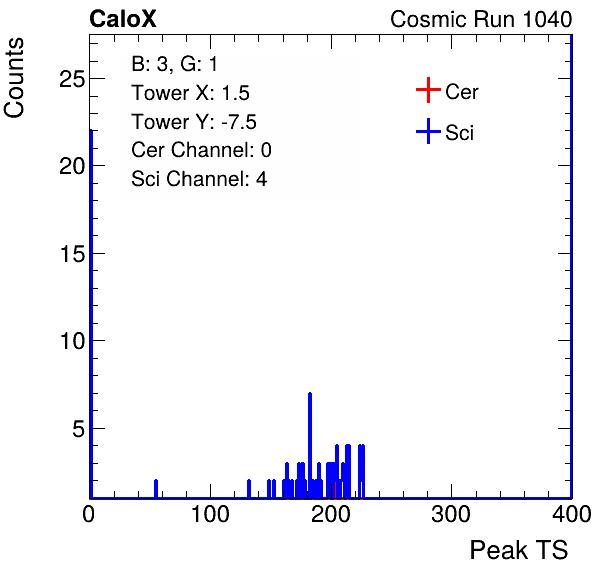 CaloX
Cosmic Run 1040
Counts
B: 3, G: 1
Tower X: 1.5
Tower Y: -7.5
Cer Channel: 0
Sci Channel: 4
Cer
Sci
25
20
15
10
5
0
100
200
300
400
Peak TS